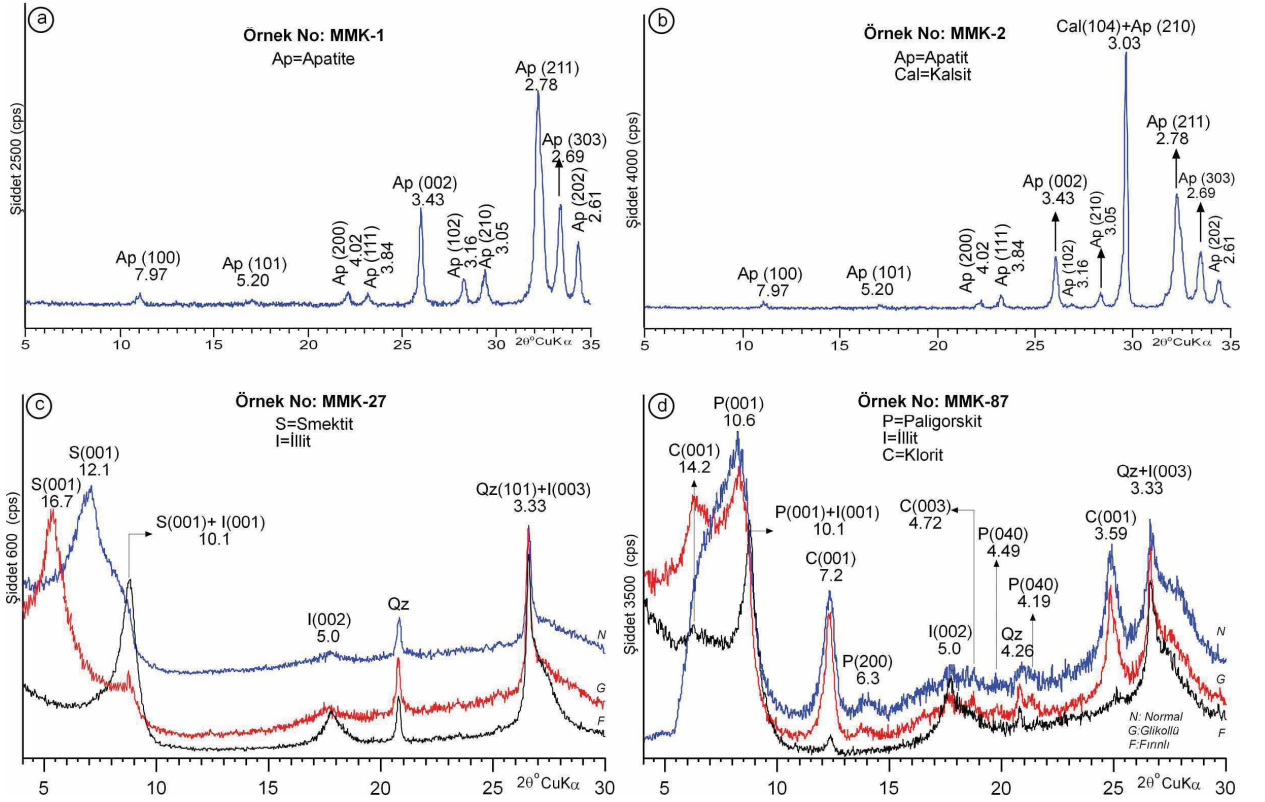 a
Örnek No: MMK-1
Ap=Apatite
Şiddet 2500 (cps)
Ap (100)
7.97
Ap (101)
5.20
Ap (200)
4.02
Ap (111)
3.84
Ap (002)
3.43
Ap (102)
3.16
Ap (210)
3.05
Ap (211)
2.78
Ap (303)
2.69
Ap (202)
2.61
5 10 15 20 25 30 2θ°CuKα 35
b
Örnek No: MMK-2
Ap=Apatit
Cal=Kalsit
Şiddet 4000 (cps)
Ap (100)
7.97
Ap (101)
5.20
Ap (200)
4.02
Ap (111)
3.84
Ap (002)
3.43
Ap (102)
3.16
Ap (210)
3.05
Cal(104)+Ap (210)
3.03
Ap (211)
2.78
Ap (303)
2.69
Ap (202)
2.61
5 10 15 20 25 30 2θ°CuKα 35
c
Örnek No: MMK-27
S=Smektit
I=İllit
Şiddet 600 (cps)
S(001)
16.7
S(001)
12.1
S(001)+ I(001)
10.1
I(002)
5.0
Qz
Qz(101)+I(003)
3.33
N
G
F
5 10 15 20 25 2θ°CuKα 30
d
Örnek No: MMK-87
P=Paligorskit
I=İllit
C=Klorit
Şiddet 3500 (cps)
C(001)
14.2
P(001)
10.6
P(001)+I(001)
10.1
C(001)
7.2
P(200)
6.3
I(002)
5.0
C(003)
4.72
P(040)
4.49
Qz
4.26
P(040)
4.19
C(001)
3.59
Qz+I(003)
3.33
N
G
F
N: Normal
G:Glikollü
F:Fırınlı
5 10 15 20 25 2θ°CuKα 30